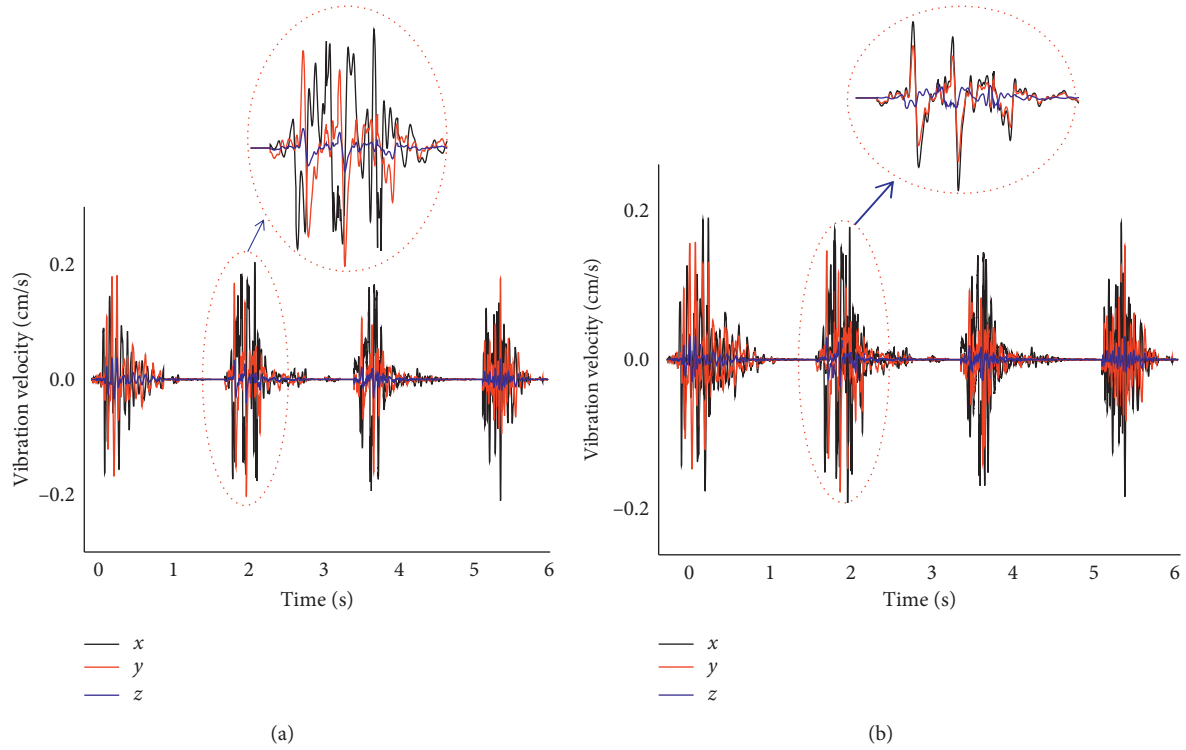 Vibration velocity (cm/s)
0.2
0.0
–0.2
0 1 2 3 4 5 6
Time (s)
x
y
z
(a)
Vibration velocity (cm/s)
0.2
0.0
–0.2
0 1 2 3 4 5 6
Time (s)
x
y
z
(b)